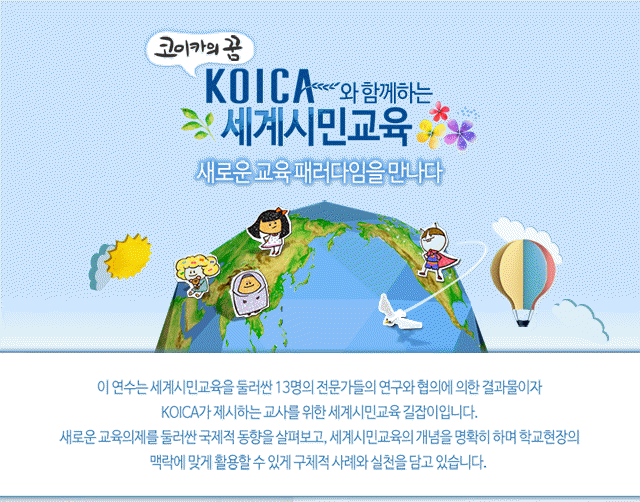 코이카의 꿈
KOICA와 함께하는
세계시민교육
새로운 교육 패러다임을 만나다
이 연수는 세계시민교육을 둘러싼 13명의 전문가들의 연구와 협의에 의한 결과물이자
KOICA가 제시하는 교사를 위한 세계시민교육 길잡이입니다.
새로운 교육의제를 둘러싼 국제적 동향을 살펴보고, 세계시민교육의 개념을 명확히 하며 학교현장의
맥락에 맞게 활용할 수 있게 구체적 사례와 실천을 담고 있습니다.